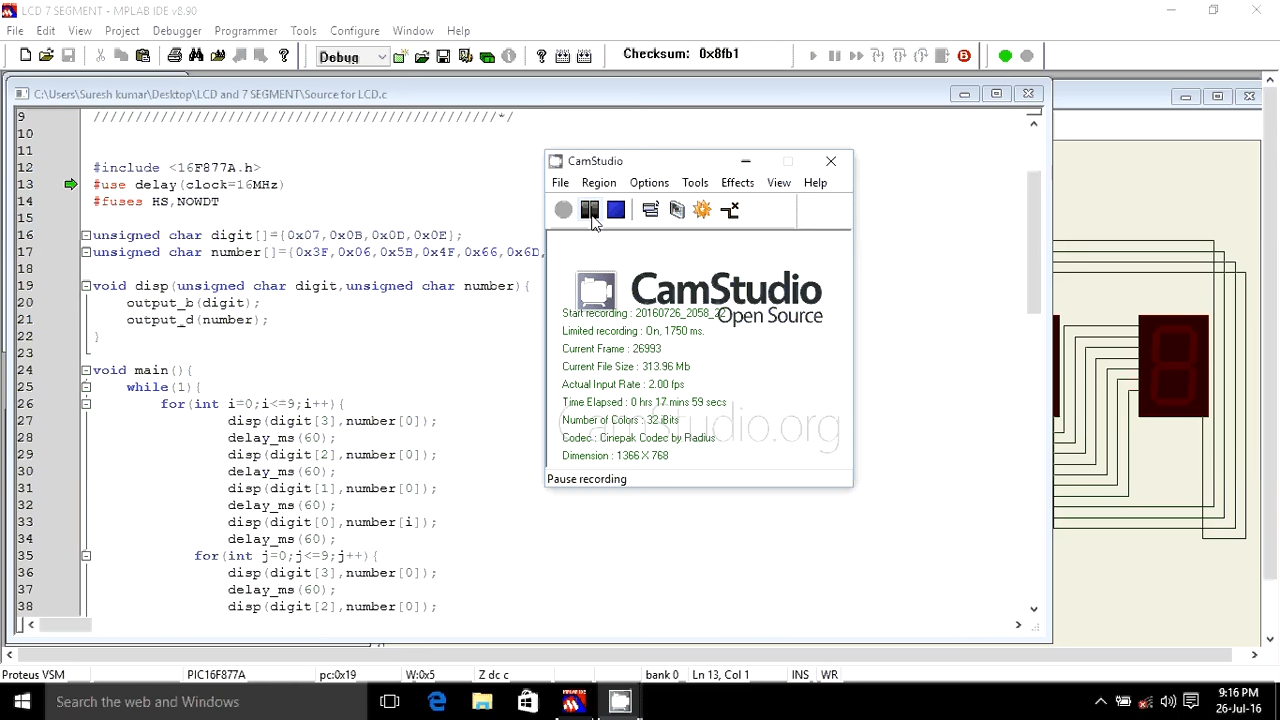 LCD 7 SEGMENT - MPLAB IDE v8.90
File Edit View Project Debugger Programmer Tools Configure Window Help
Debug Checksum: 0x8fb1
C:\Users\Suresh kumar\Desktop\LCD and 7 SEGMENT\Source for LCD.c
9 ///////////////////////////////////////////////*/
10
11
12 #include <16F877A.h>
13 #use delay(clock=16MHz)
14 #fuses HS,NOWDT
15
16 unsigned char digit[]={0x07,0x0B,0x0D,0x0E};
17 unsigned char number[]={0x3F,0x06,0x5B,0x4F,0x66,0x6D,
18
19 void disp(unsigned char digit,unsigned char number){
20 output_b(digit);
21 output_d(number);
22 }
23
24 void main(){
25 while(1){
26 for(int i=0;i<=9;i++){
27 disp(digit[3],number[0]);
28 delay_ms(60);
29 disp(digit[2],number[0]);
30 delay_ms(60);
31 disp(digit[1],number[0]);
32 delay_ms(60);
33 disp(digit[0],number[i]);
34 delay_ms(60);
35 for(int j=0;j<=9;j++){
36 disp(digit[3],number[0]);
37 delay_ms(60);
38 disp(digit[2],number[0]);
CamStudio
File Region Options Tools Effects View Help
CamStudio
Open Source
Start recording : 20160726_2058_22
Limited recording : On, 1750 ms.
Current Frame : 26993
Current File Size : 313.96 Mb
Actual Input Rate : 2.00 fps
Time Elapsed : 0 hrs 17 mins 59 secs
Number of Colors : 32 Bits
Codec : Cinepak Codec by Radius
Dimension : 1366 X 768
CamStudio.org
Pause recording
Proteus VSM PIC16F877A pc:0x19 W:0x5 Z dc c bank 0 Ln 13, Col 1 INS WR
Search the web and Windows
9:16 PM
26-Jul-16